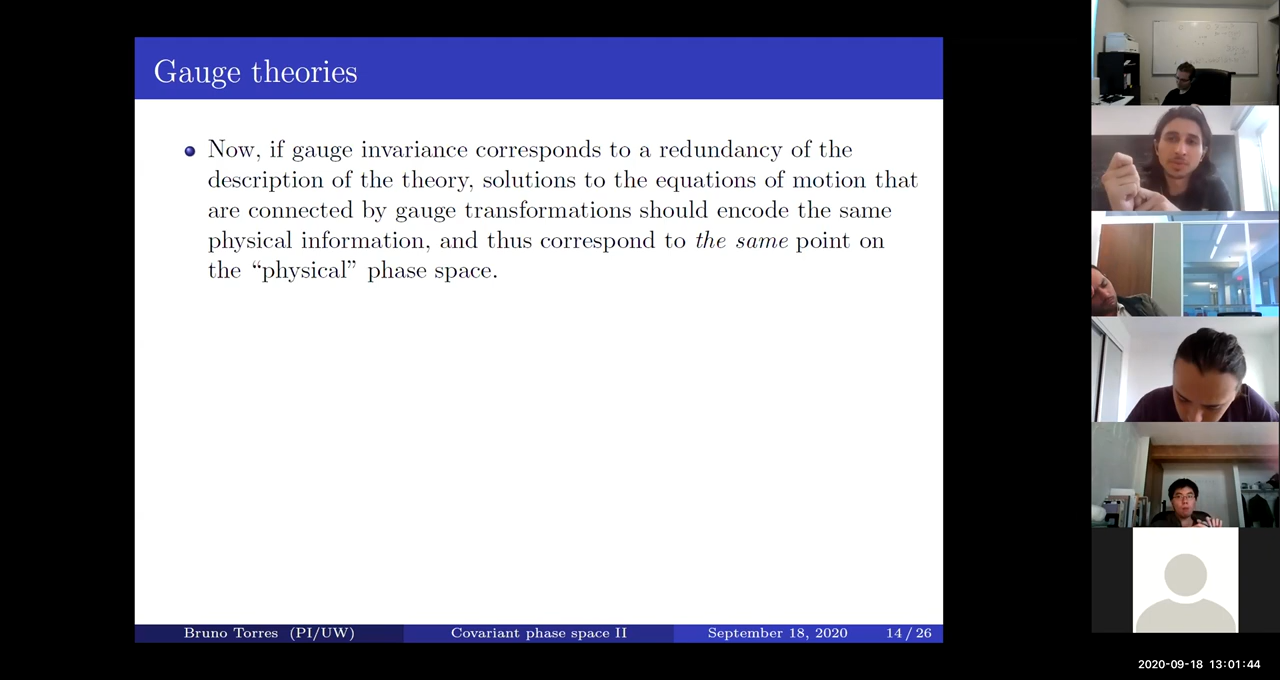 Gauge theories
Now, if gauge invariance corresponds to a redundancy of the
description of the theory, solutions to the equations of motion that
are connected by gauge transformations should encode the same
physical information, and thus correspond to the same point on
the “physical” phase space.
Bruno Torres (PI/UW) Covariant phase space II September 18, 2020 14 / 26
2020-09-18 13:01:44